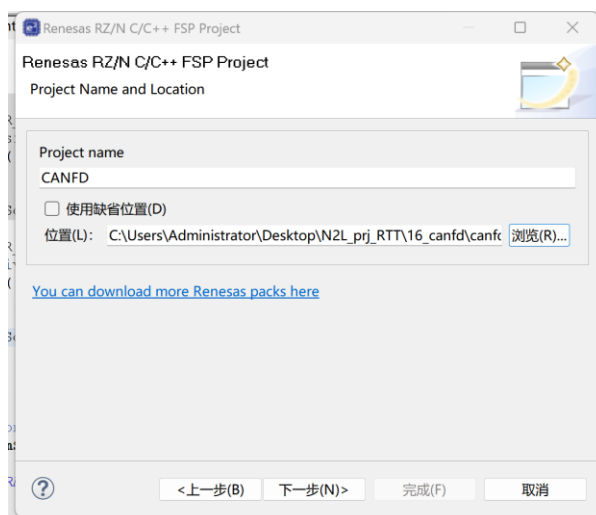 Renesas RZ/N C/C++ FSP Project
Renesas RZ/N C/C++ FSP Project
Project Name and Location
Project name
CANFD
使用缺省位置(D)
位置(L): C:\Users\Administrator\Desktop\N2L_prj_RTT\16_canfd\canfd 浏览(R)...
You can download more Renesas packs here
<上一步(B) 下一步(N)> 完成(F) 取消